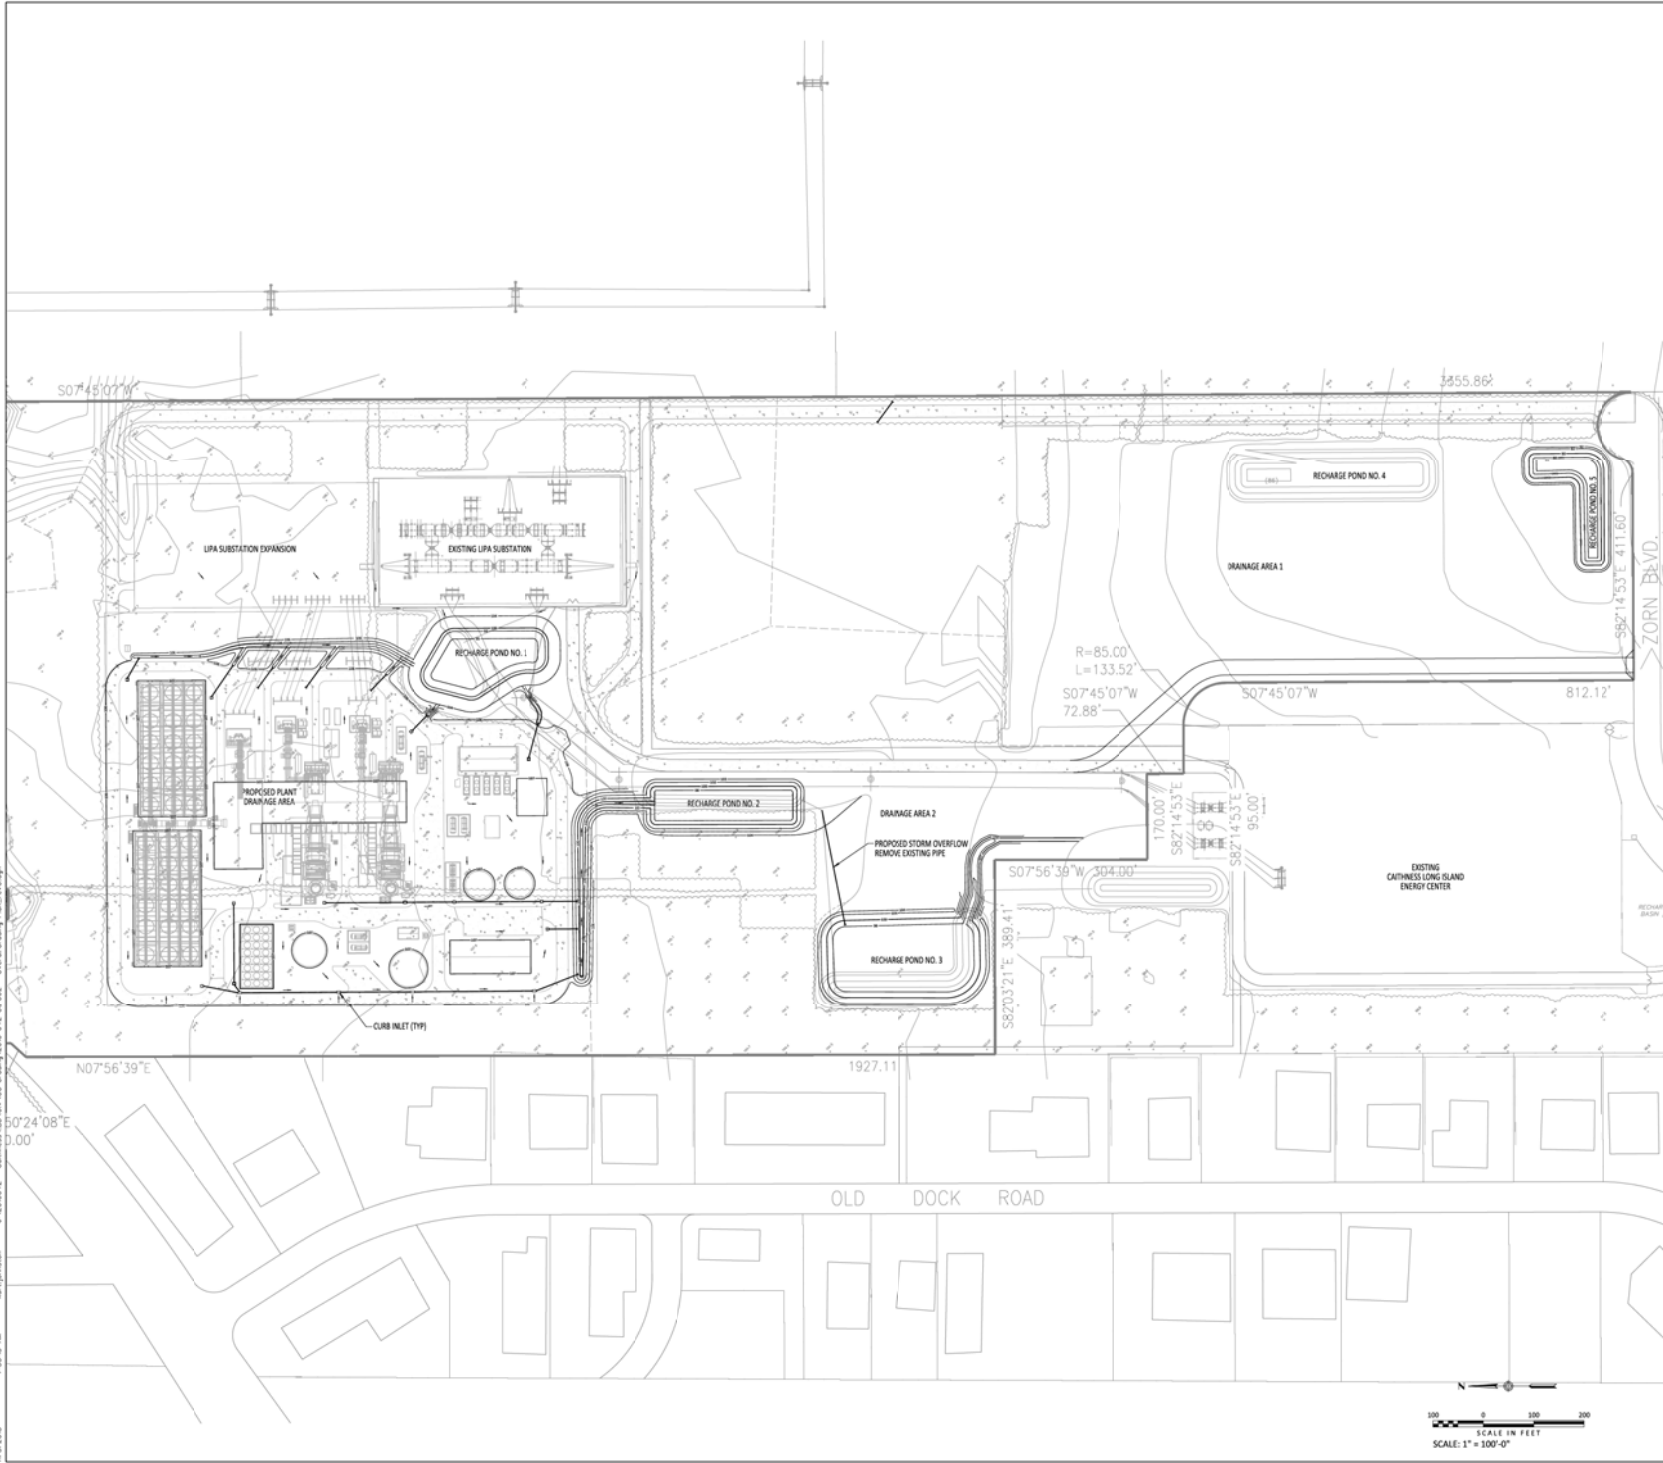 S07°45'07"W
3355.86'
RECHARGE POND NO. 4
RECHARGE POND NO. 5
LIPA SUBSTATION EXPANSION
EXISTING LIPA SUBSTATION
DRAINAGE AREA 1
S82°14'53"E 411.60'
ZORN BLVD.
RECHARGE POND NO. 1
R=85.00'
L=133.52'
S07°45'07"W
72.88'
S07°45'07"W
812.12'
PROPOSED PLANT
DRAINAGE AREA
RECHARGE POND NO. 2
DRAINAGE AREA 2
170.00'
S82°14'53"E
S82°14'53"E
95.00'
PROPOSED STORM OVERFLOW
REMOVE EXISTING PIPE
S07°56'39"W 304.00'
EXISTING
CAITHNESS LONG ISLAND
ENERGY CENTER
S82°03'21"E 389.41'
RECHARGE POND NO. 3
CURB INLET (TYP)
N07°56'39"E
1927.11
50°24'08"E
0.00'
OLD DOCK ROAD
N
100 0 100 200
SCALE IN FEET
SCALE: 1" = 100'-0"